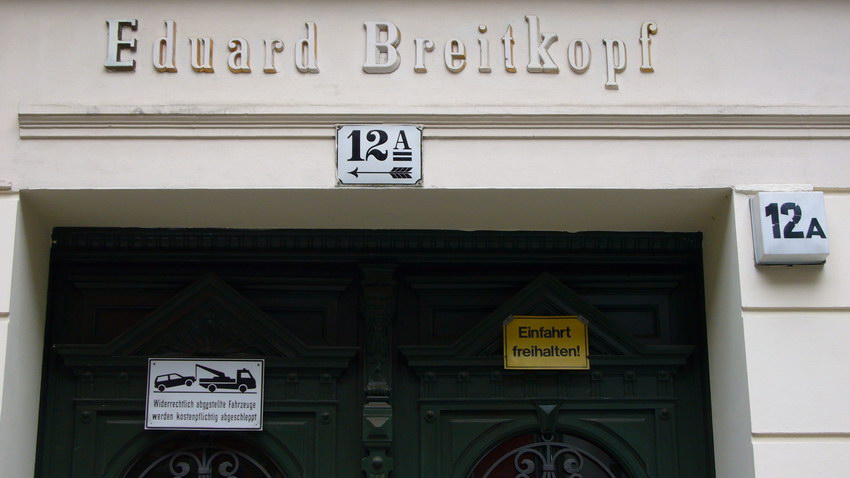 Eduard Breitkopf
12A
12A
Einfahrt
freihalten!
Widerrechtlich abgestellte Fahrzeuge
werden kostenpflichtig abgeschleppt